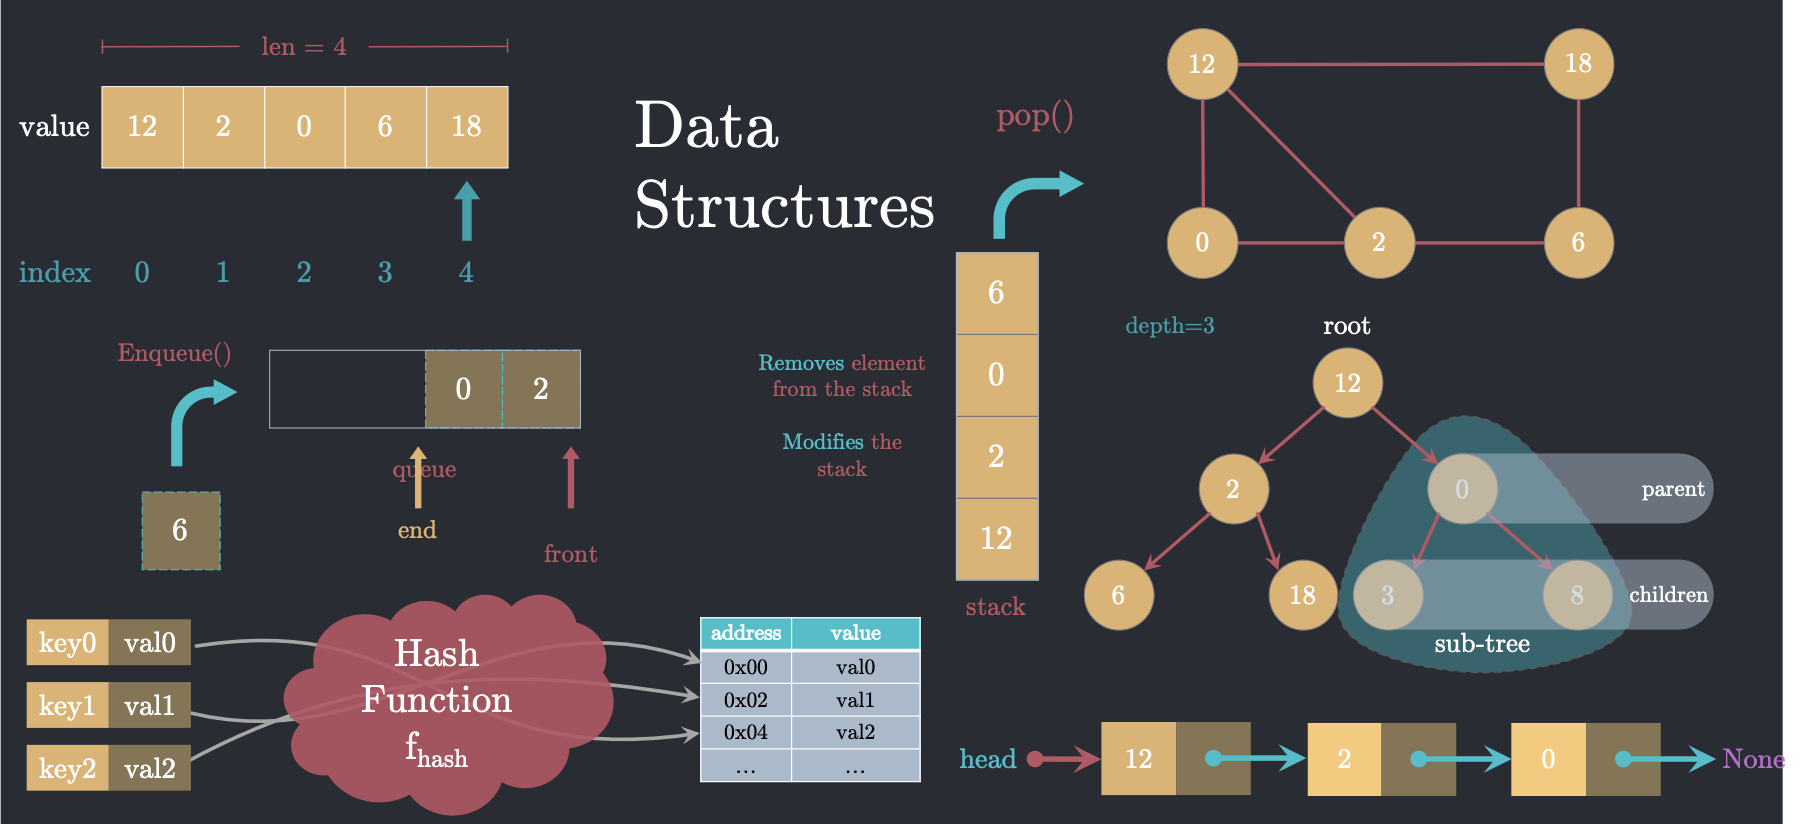 len = 4
value 12 2 0 6 18
index 0 1 2 3 4
Data
Structures
pop()
12 18
0 2 6
Enqueue()
0 2
queue
end
front
6
Removes element
from the stack
Modifies the
stack
6
0
2
12
stack
depth=3
root
12
2 0 parent
6 18 3 8 children
sub-tree
key0 val0
key1 val1
key2 val2
Hash
Function
f_hash
address value
0x00 val0
0x02 val1
0x04 val2
... ...
head 12 2 0 None